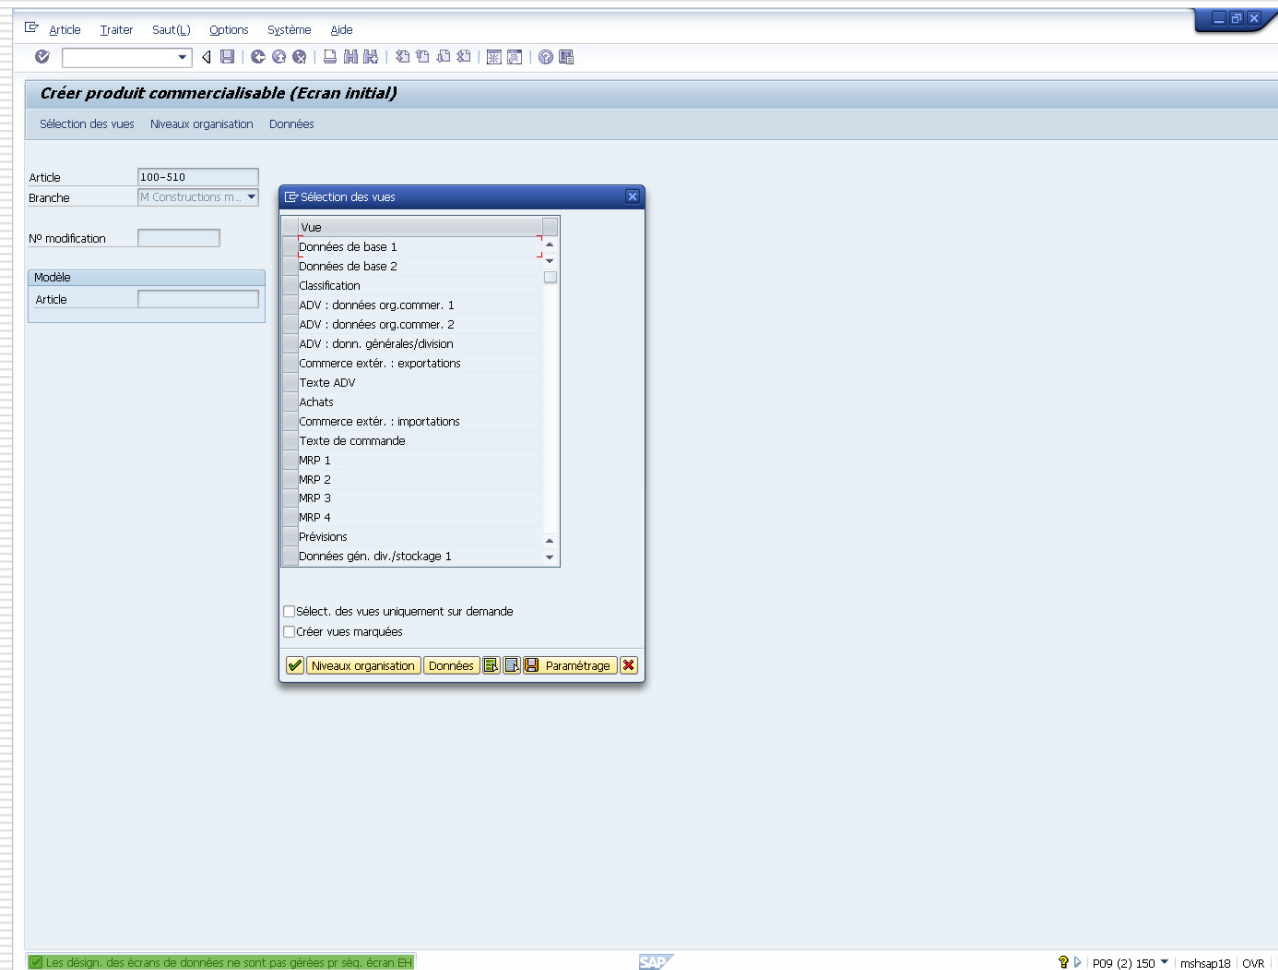 Article Traiter Saut(L) Options Système Aide
Créer produit commercialisable (Ecran initial)
Sélection des vues Niveaux organisation Données
Article 100-510
Branche M Constructions m...
Nº modification
Modèle
Article
Sélection des vues
Vue
Données de base 1
Données de base 2
Classification
ADV : données org.commer. 1
ADV : données org.commer. 2
ADV : donn. générales/division
Commerce extér. : exportations
Texte ADV
Achats
Commerce extér. : importations
Texte de commande
MRP 1
MRP 2
MRP 3
MRP 4
Prévisions
Données gén. div./stockage 1
Sélect. des vues uniquement sur demande
Créer vues marquées
Niveaux organisation Données Paramétrage
Les désign. des écrans de données ne sont pas gérées pr séq. écran EH
SAP
P09 (2) 150 mshsap18 OVR